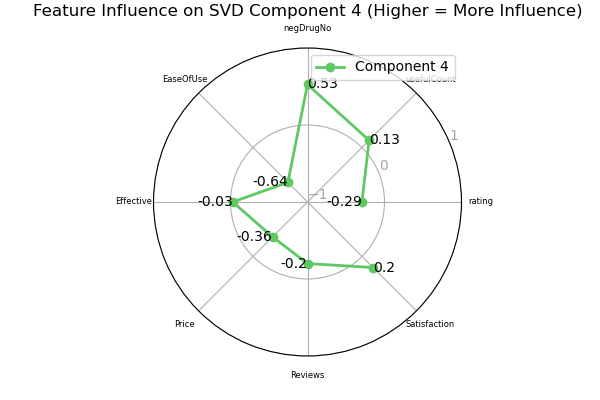 Feature Influence on SVD Component 4 (Higher = More Influence)
negDrugNo
Component 4
EaseOfUse
usefulCount
0.53
1
0.13
0
-0.64
−1
Effective
-0.03
-0.29
rating
-0.36
-0.2
0.2
Price
Satisfaction
Reviews